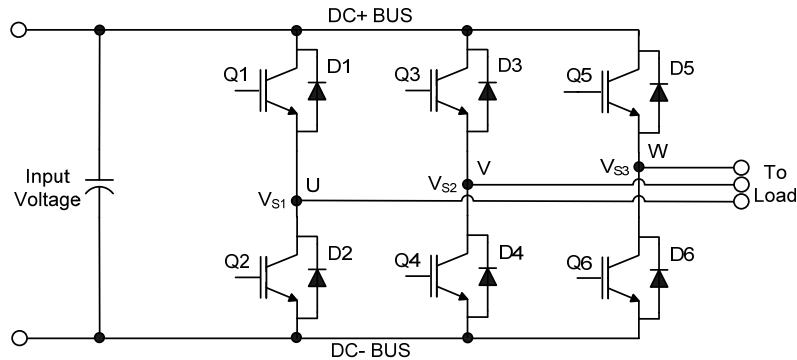 DC+ BUS
Q1
D1
Q3
D3
Q5
D5
Input
Voltage
VS1
U
VS2
V
VS3
W
To
Load
Q2
D2
Q4
D4
Q6
D6
DC- BUS